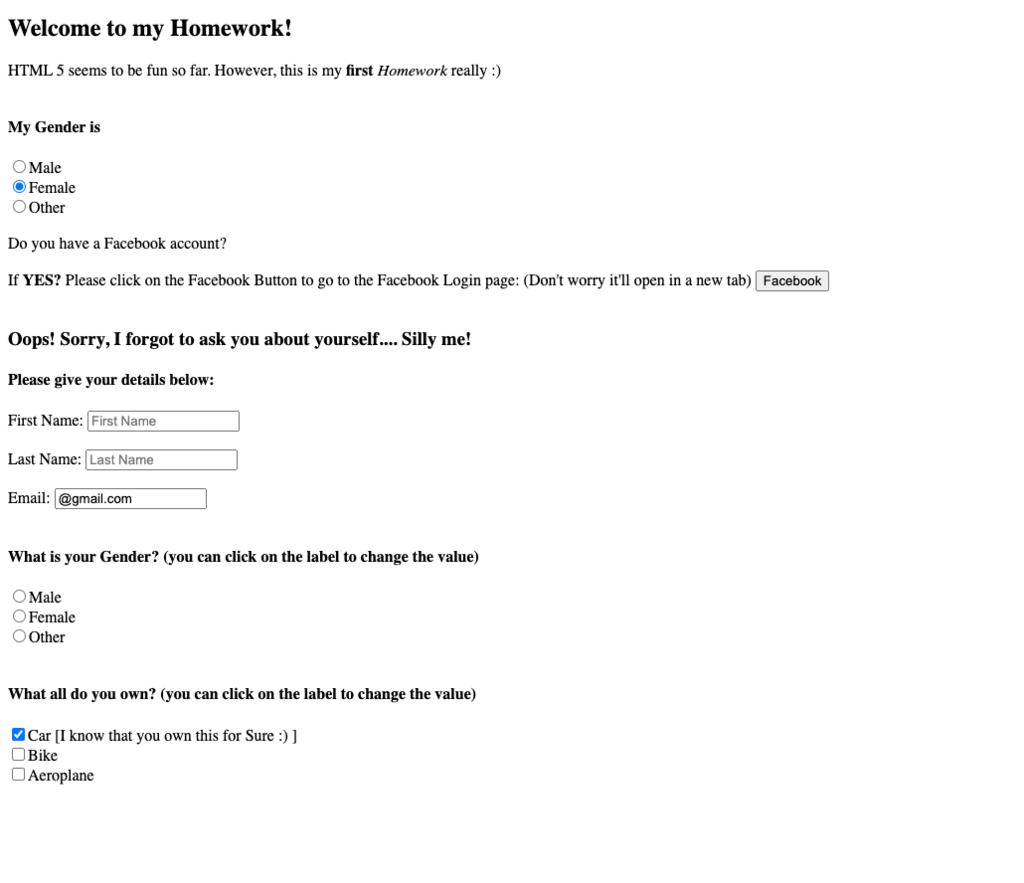 Welcome to my Homework!
HTML 5 seems to be fun so far. However, this is my first Homework really :)
My Gender is
Male
Female
Other
Do you have a Facebook account?
If YES? Please click on the Facebook Button to go to the Facebook Login page: (Don't worry it'll open in a new tab) Facebook
Oops! Sorry, I forgot to ask you about yourself.... Silly me!
Please give your details below:
First Name: First Name
Last Name: Last Name
Email: @gmail.com
What is your Gender? (you can click on the label to change the value)
Male
Female
Other
What all do you own? (you can click on the label to change the value)
Car [I know that you own this for Sure :) ]
Bike
Aeroplane